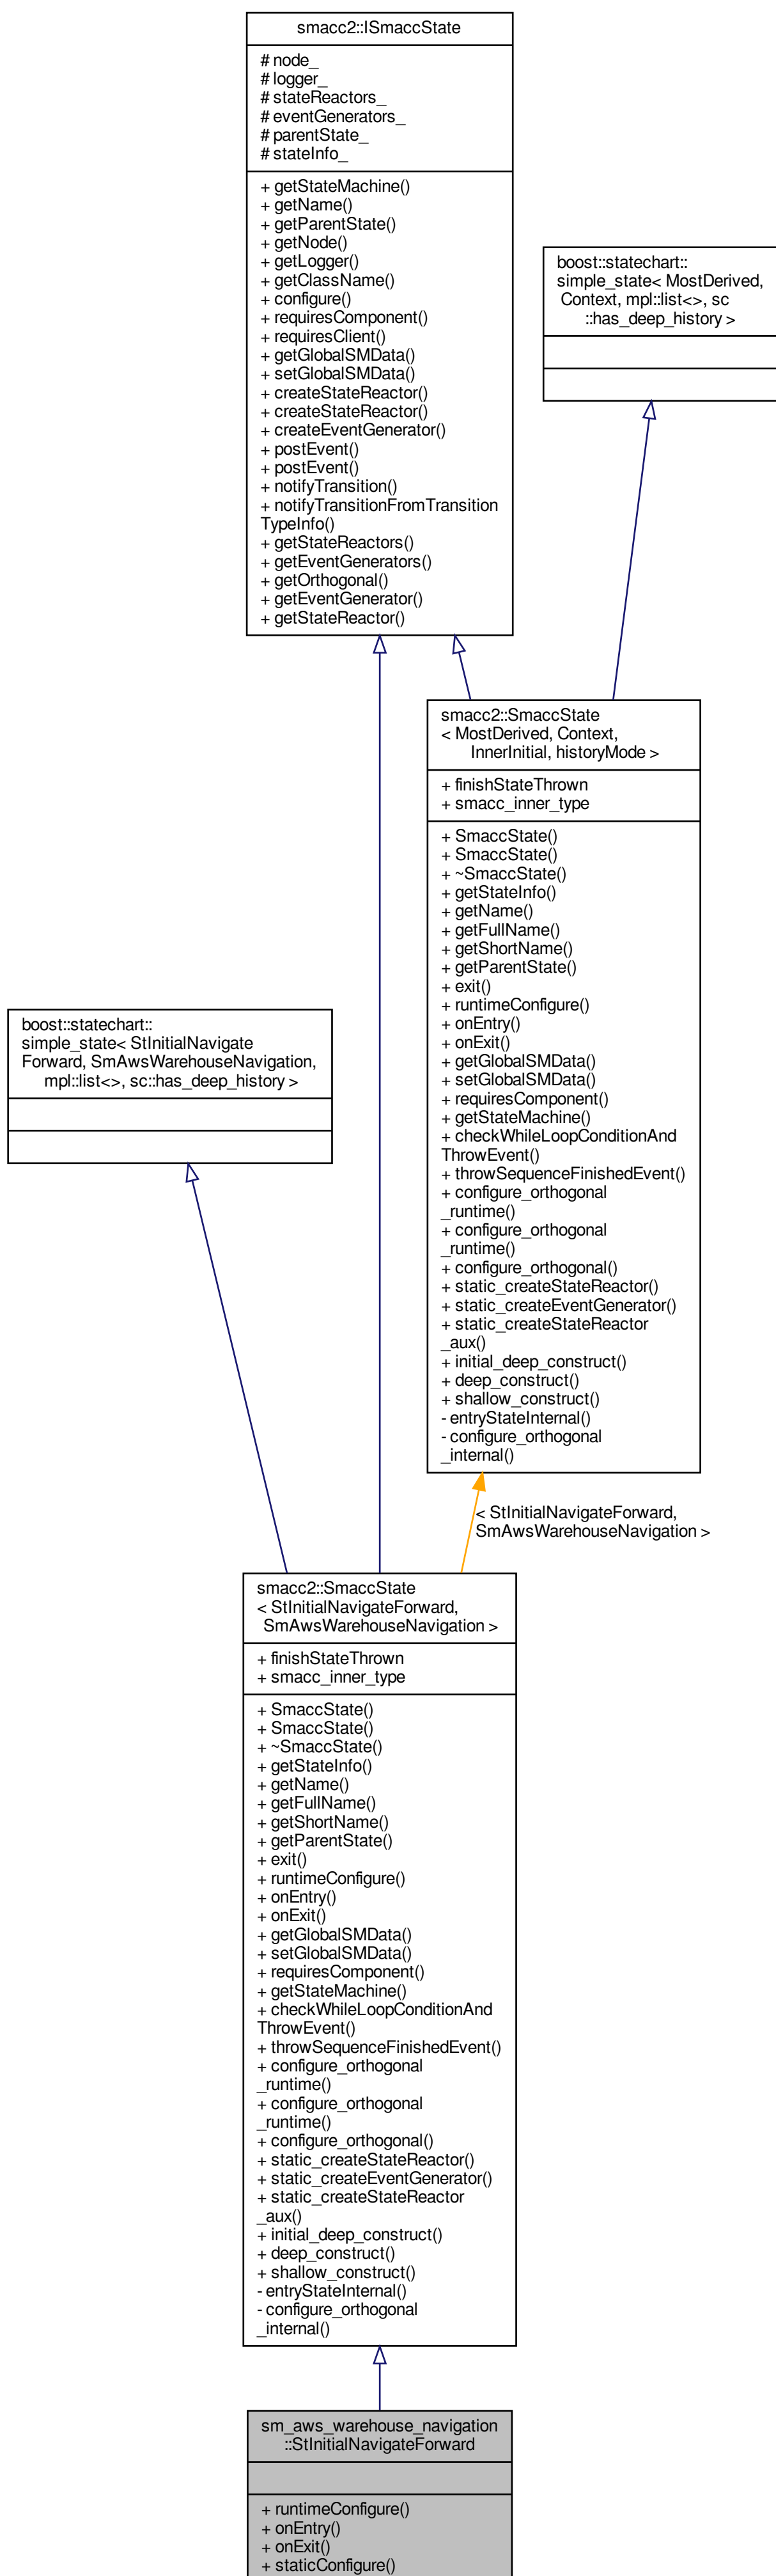 smacc2::ISmaccState
# node_
# logger_
# stateReactors_
# eventGenerators_
# parentState_
# stateInfo_
+ getStateMachine()
+ getName()
+ getParentState()
+ getNode()
+ getLogger()
+ getClassName()
+ configure()
+ requiresComponent()
+ requiresClient()
+ getGlobalSMData()
+ setGlobalSMData()
+ createStateReactor()
+ createStateReactor()
+ createEventGenerator()
+ postEvent()
+ postEvent()
+ notifyTransition()
+ notifyTransitionFromTransition
TypeInfo()
+ getStateReactors()
+ getEventGenerators()
+ getOrthogonal()
+ getEventGenerator()
+ getStateReactor()
boost::statechart::
simple_state< MostDerived,
Context, mpl::list<>, sc
::has_deep_history >
smacc2::SmaccState
< MostDerived, Context,
InnerInitial, historyMode >
+ finishStateThrown
+ smacc_inner_type
+ SmaccState()
+ SmaccState()
+ ~SmaccState()
+ getStateInfo()
+ getName()
+ getFullName()
+ getShortName()
+ getParentState()
+ exit()
+ runtimeConfigure()
+ onEntry()
+ onExit()
+ getGlobalSMData()
+ setGlobalSMData()
+ requiresComponent()
+ getStateMachine()
+ checkWhileLoopConditionAnd
ThrowEvent()
+ throwSequenceFinishedEvent()
+ configure_orthogonal
_runtime()
+ configure_orthogonal
_runtime()
+ configure_orthogonal()
+ static_createStateReactor()
+ static_createEventGenerator()
+ static_createStateReactor
_aux()
+ initial_deep_construct()
+ deep_construct()
+ shallow_construct()
- entryStateInternal()
- configure_orthogonal
_internal()
boost::statechart::
simple_state< StInitialNavigate
Forward, SmAwsWarehouseNavigation,
mpl::list<>, sc::has_deep_history >
< StInitialNavigateForward,
SmAwsWarehouseNavigation >
smacc2::SmaccState
< StInitialNavigateForward,
SmAwsWarehouseNavigation >
+ finishStateThrown
+ smacc_inner_type
+ SmaccState()
+ SmaccState()
+ ~SmaccState()
+ getStateInfo()
+ getName()
+ getFullName()
+ getShortName()
+ getParentState()
+ exit()
+ runtimeConfigure()
+ onEntry()
+ onExit()
+ getGlobalSMData()
+ setGlobalSMData()
+ requiresComponent()
+ getStateMachine()
+ checkWhileLoopConditionAnd
ThrowEvent()
+ throwSequenceFinishedEvent()
+ configure_orthogonal
_runtime()
+ configure_orthogonal
_runtime()
+ configure_orthogonal()
+ static_createStateReactor()
+ static_createEventGenerator()
+ static_createStateReactor
_aux()
+ initial_deep_construct()
+ deep_construct()
+ shallow_construct()
- entryStateInternal()
- configure_orthogonal
_internal()
sm_aws_warehouse_navigation
::StInitialNavigateForward
+ runtimeConfigure()
+ onEntry()
+ onExit()
+ staticConfigure()